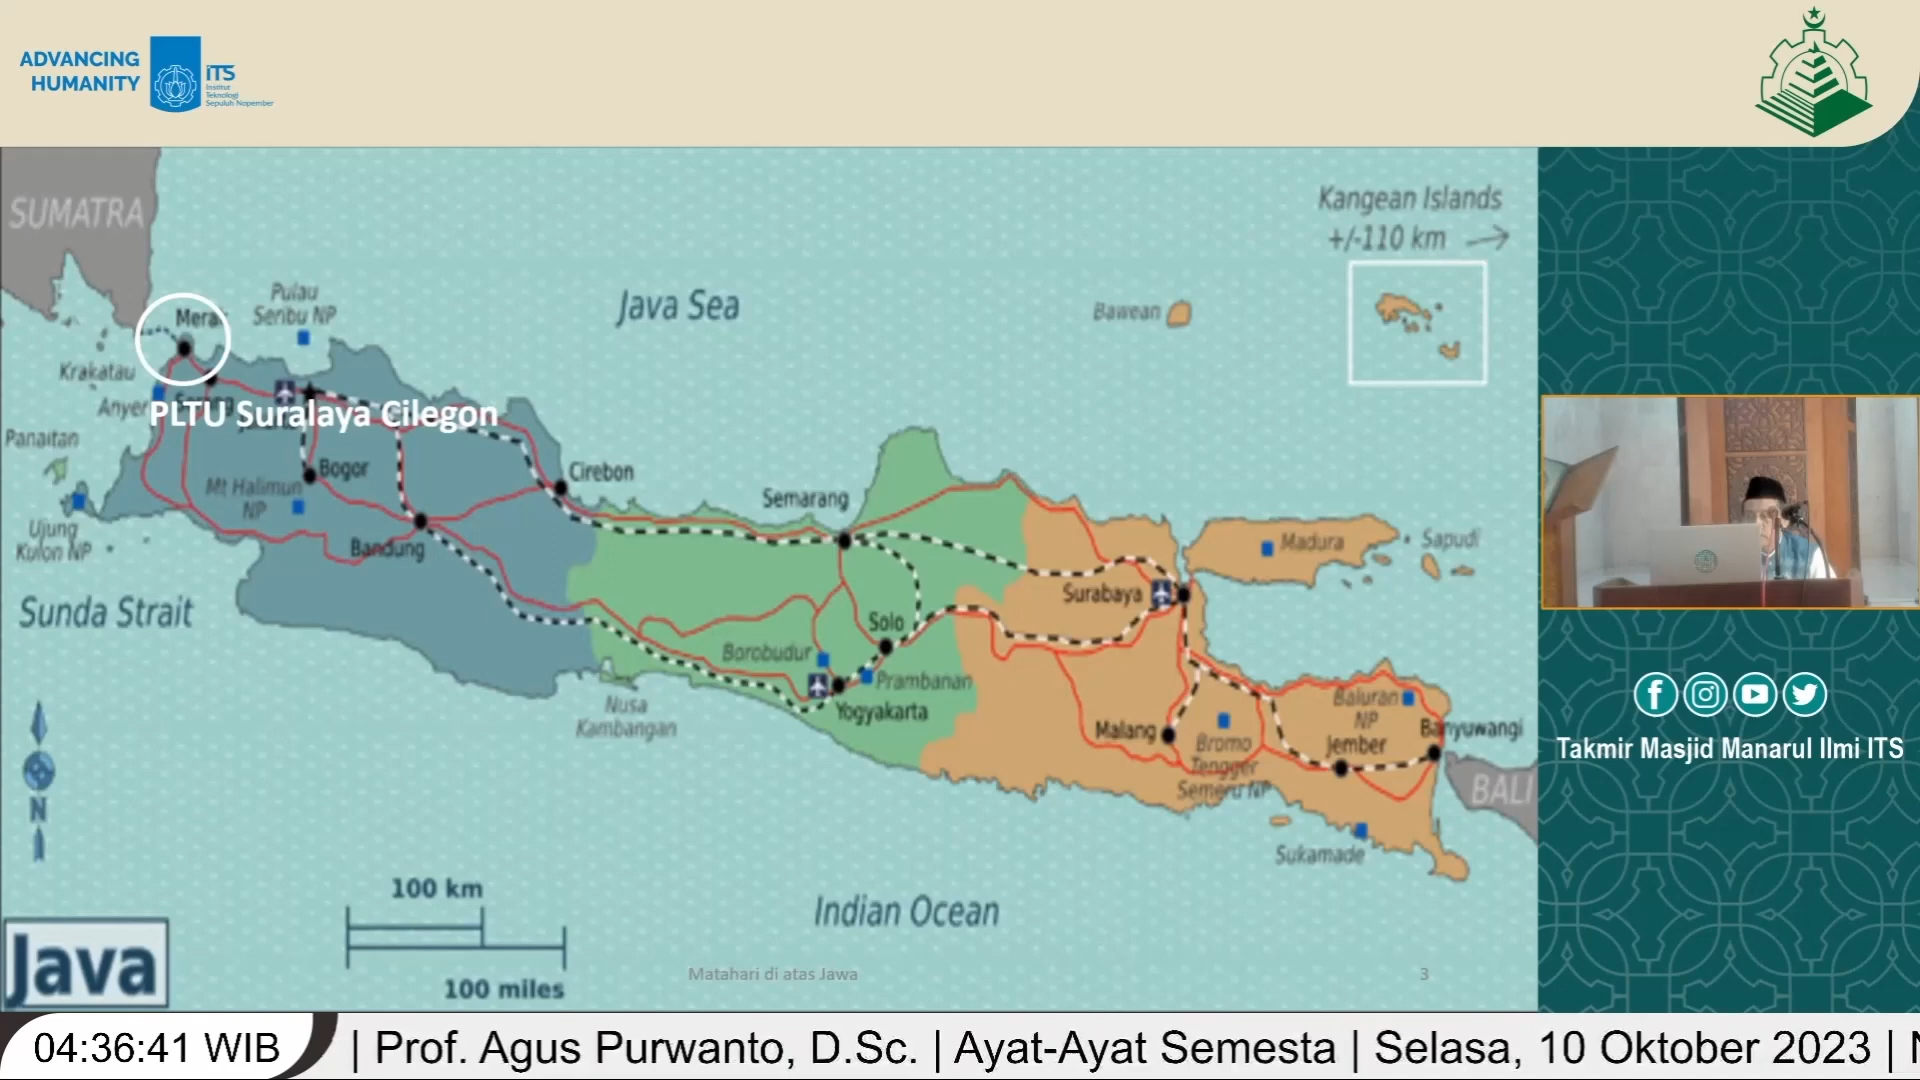 ADVANCING
HUMANITY
iTS
Institut
Teknologi
Sepuluh Nopember
SUMATRA
Kangean Islands
+/-110 km
Pulau
Seribu NP
Java Sea
Bawean
Merak
Krakatau
Anyer
PLTU Suralaya Cilegon
Panaitan
Bogor
Cirebon
Mt Halimun
NP
Semarang
Ujung
Kulon NP
Bandung
Madura
Sapudi
Sunda Strait
Surabaya
Solo
Borobudur
Prambanan
Nusa
Kambangan
Yogyakarta
Malang
Bromo
Tengger
Semeru NP
Baluran
NP
Jember
Banyuwangi
BALI
Sukamade
N
100 km
100 miles
Indian Ocean
Java
Matahari di atas Jawa
3
Takmir Masjid Manarul Ilmi ITS
04:36:41 WIB
| Prof. Agus Purwanto, D.Sc. | Ayat-Ayat Semesta | Selasa, 10 Oktober 2023 |